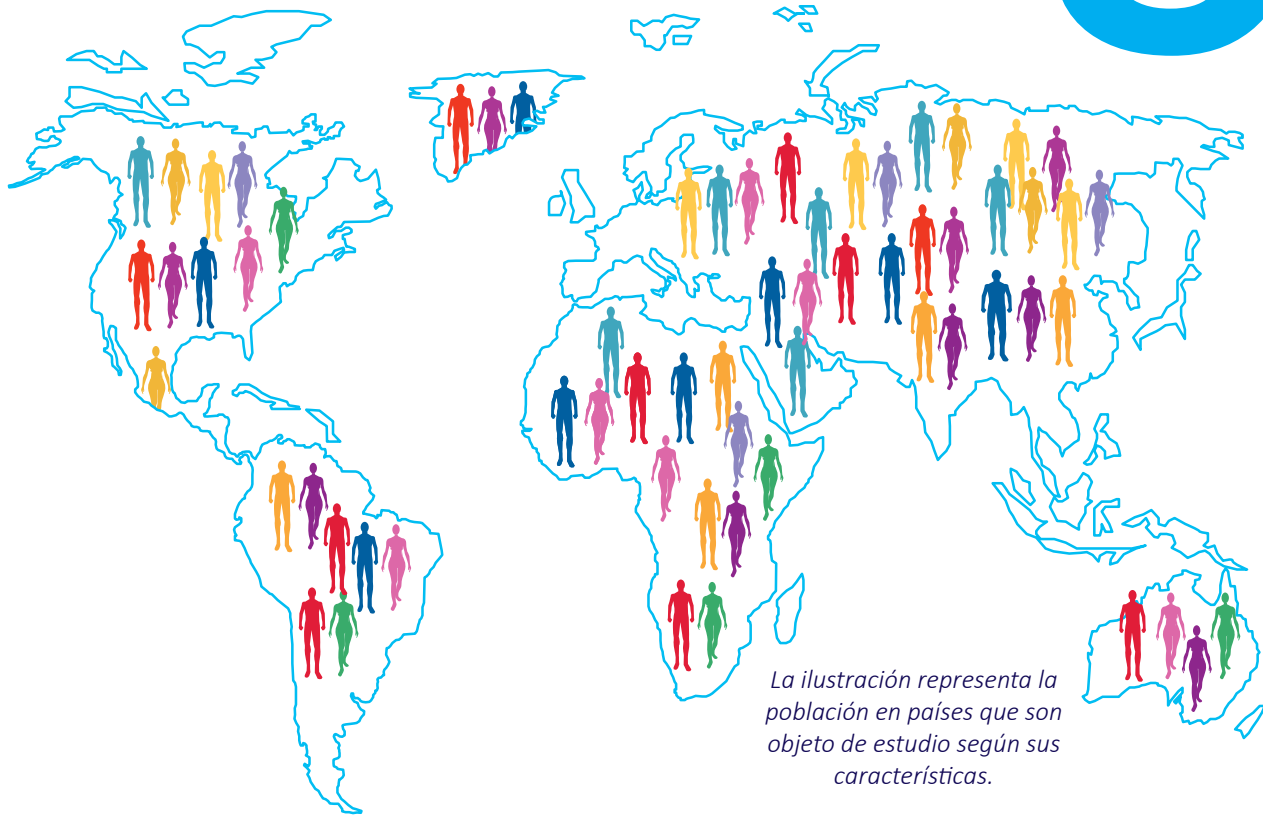 La ilustración representa la
población en países que son
objeto de estudio según sus
características.